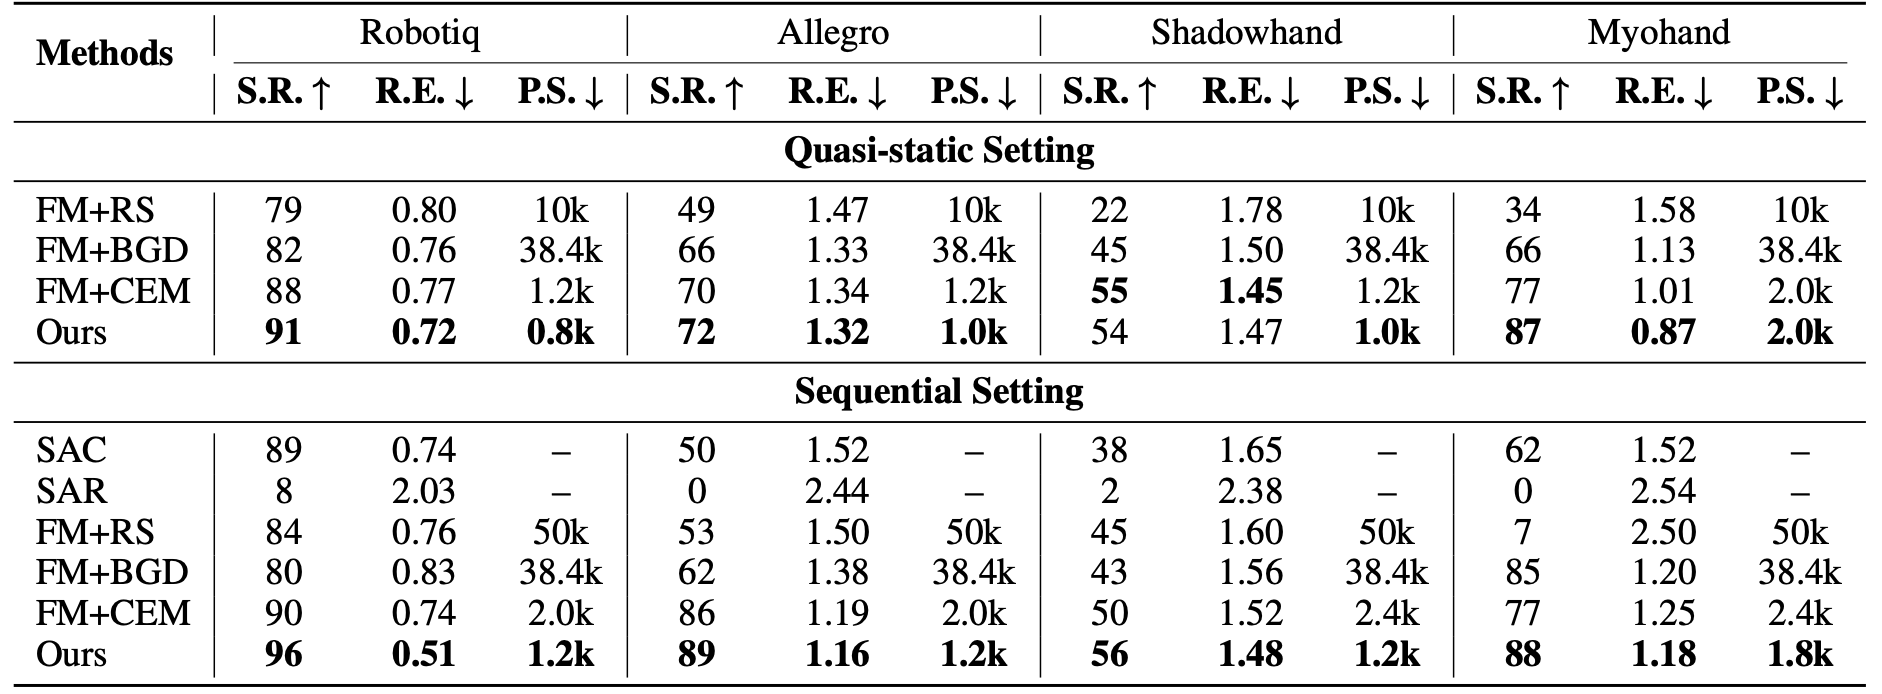 Methods Robotiq Allegro Shadowhand Myohand
S.R. ↑ R.E. ↓ P.S. ↓ S.R. ↑ R.E. ↓ P.S. ↓ S.R. ↑ R.E. ↓ P.S. ↓ S.R. ↑ R.E. ↓ P.S. ↓
Quasi-static Setting
FM+RS 79 0.80 10k 49 1.47 10k 22 1.78 10k 34 1.58 10k
FM+BGD 82 0.76 38.4k 66 1.33 38.4k 45 1.50 38.4k 66 1.13 38.4k
FM+CEM 88 0.77 1.2k 70 1.34 1.2k 55 1.45 1.2k 77 1.01 2.0k
Ours 91 0.72 0.8k 72 1.32 1.0k 54 1.47 1.0k 87 0.87 2.0k
Sequential Setting
SAC 89 0.74 – 50 1.52 – 38 1.65 – 62 1.52 –
SAR 8 2.03 – 0 2.44 – 2 2.38 – 0 2.54 –
FM+RS 84 0.76 50k 53 1.50 50k 45 1.60 50k 7 2.50 50k
FM+BGD 80 0.83 38.4k 62 1.38 38.4k 43 1.56 38.4k 85 1.20 38.4k
FM+CEM 90 0.74 2.0k 86 1.19 2.0k 50 1.52 2.4k 77 1.25 2.4k
Ours 96 0.51 1.2k 89 1.16 1.2k 56 1.48 1.2k 88 1.18 1.8k